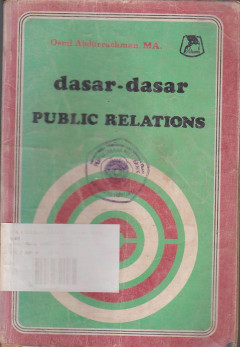 Oemi Abdurrachman, MA.
dasar-dasar
PUBLIC RELATIONS